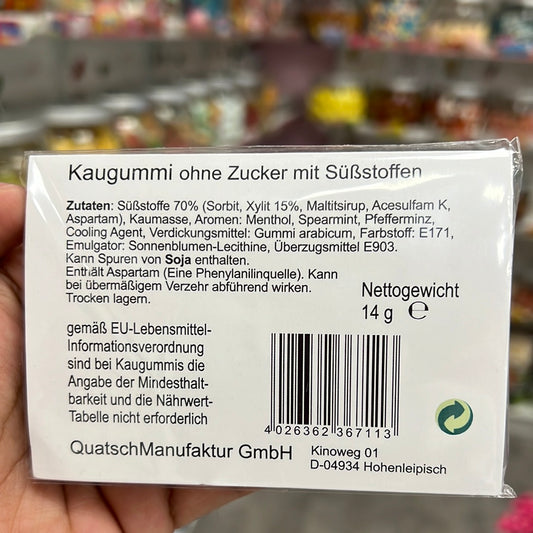 Kaugummi ohne Zucker mit Süßstoffen
Zutaten: Süßstoffe 70% (Sorbit, Xylit 15%, Maltitsirup, Acesulfam K,
Aspartam), Kaumasse, Aromen: Menthol, Spearmint, Pfefferminz,
Cooling Agent, Verdickungsmittel: Gummi arabicum, Farbstoff: E171,
Emulgator: Sonnenblumen-Lecithine, Überzugsmittel E903.
Kann Spuren von Soja enthalten.
Enthält Aspartam (Eine Phenylanilinquelle). Kann
bei übermäßigem Verzehr abführend wirken.
Trocken lagern.
Nettogewicht
14 g ℮
gemäß EU-Lebensmittel-
Informationsverordnung
sind bei Kaugummis die
Angabe der Mindesthalt-
barkeit und die Nährwert-
Tabelle nicht erforderlich
4 026362 367113
QuatschManufaktur GmbH
Kinoweg 01
D-04934 Hohenleipisch